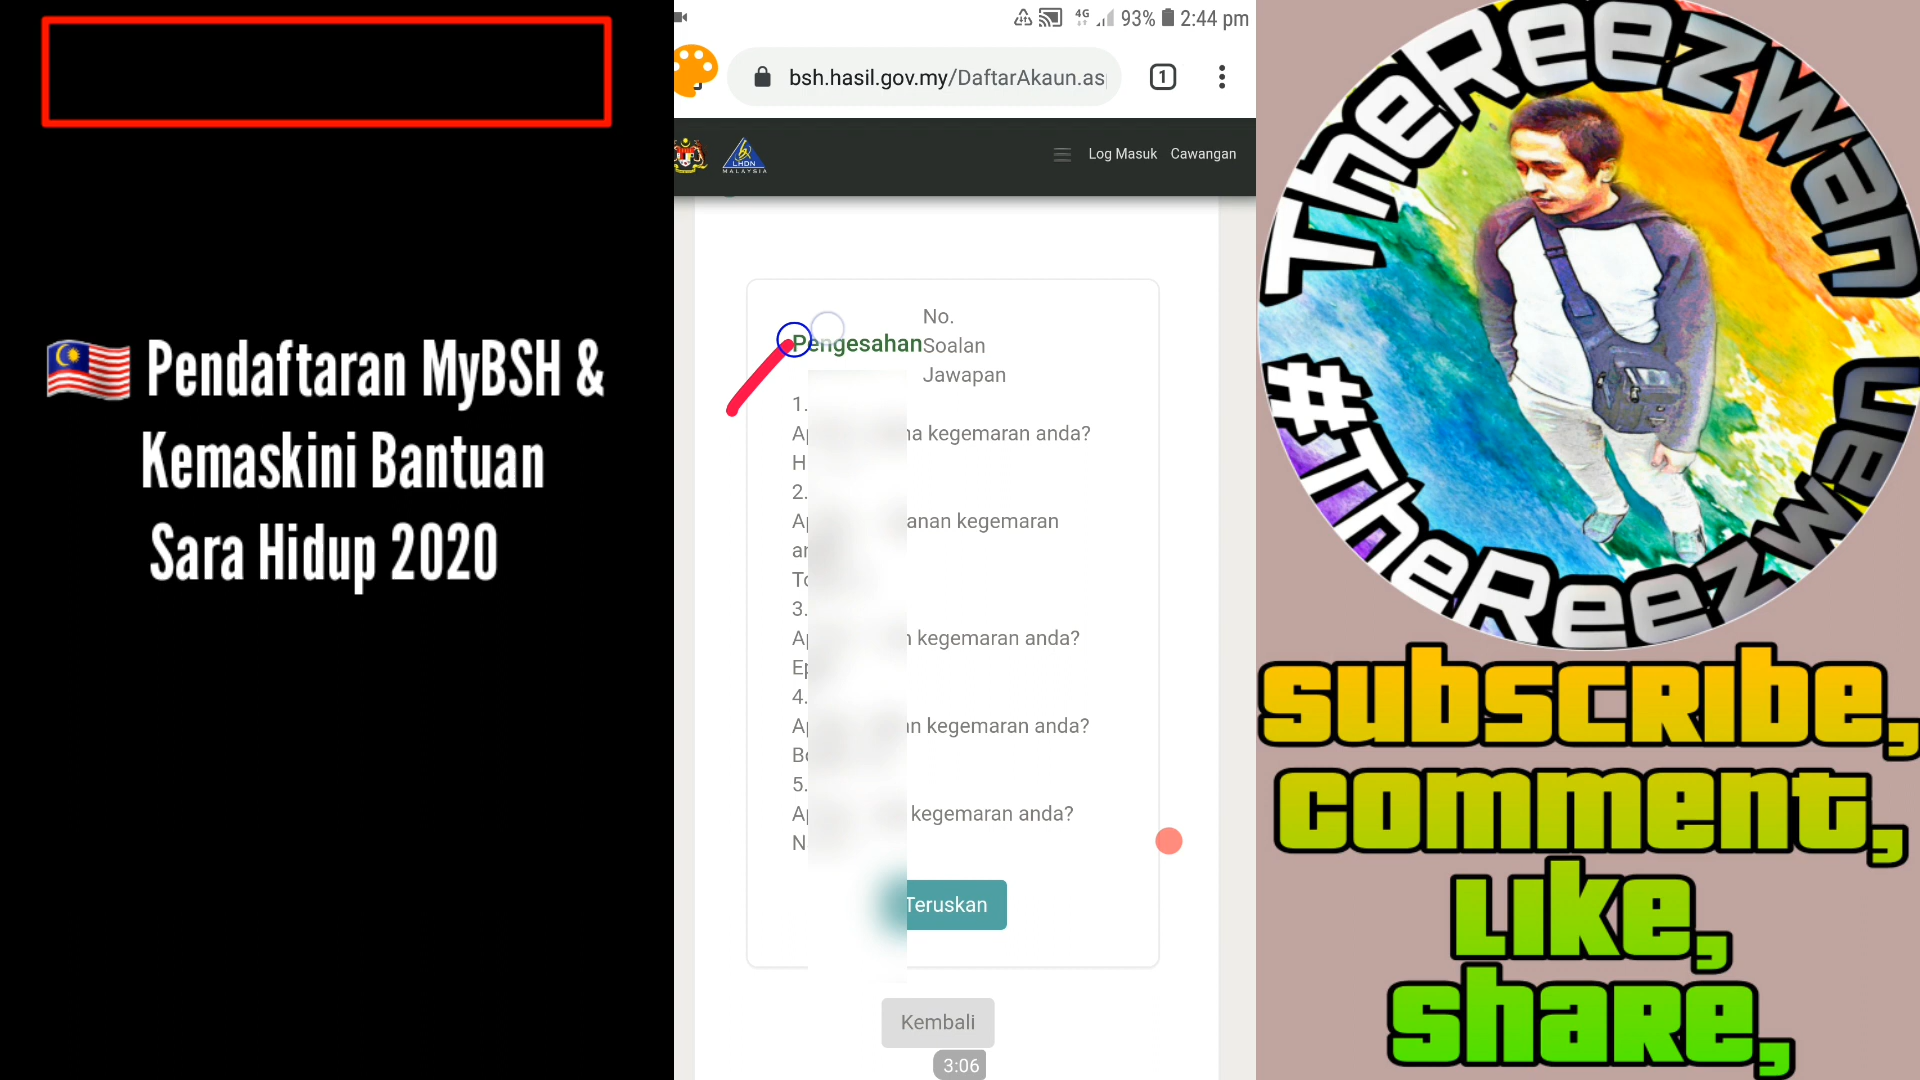 🇲🇾 Pendaftaran MyBSH &
Kemaskini Bantuan
Sara Hidup 2020
4G 93% 2:44 pm
bsh.hasil.gov.my/DaftarAkaun.as
1
LHDN
MALAYSIA
Log Masuk Cawangan
No.
Pengesahan
Soalan
Jawapan
1.
kegemaran anda?
2.
kegemaran
3.
kegemaran anda?
4.
kegemaran anda?
5.
kegemaran anda?
Teruskan
Kembali
3:06
TheReezwan
#TheReezwan
SUBSCRIBE,
COMMENT,
LIKE,
SHARE,